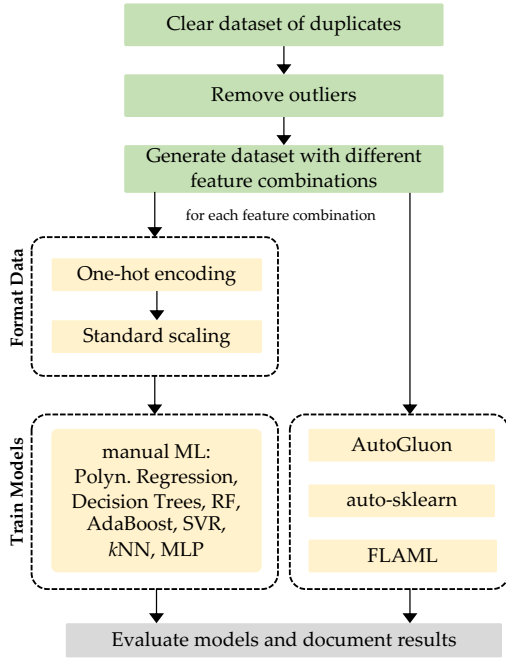 Clear dataset of duplicates
Remove outliers
Generate dataset with different
feature combinations
for each feature combination
Format Data
One-hot encoding
Standard scaling
Train Models
manual ML:
Polyn. Regression,
Decision Trees, RF,
AdaBoost, SVR,
kNN, MLP
AutoGluon
auto-sklearn
FLAML
Evaluate models and document results